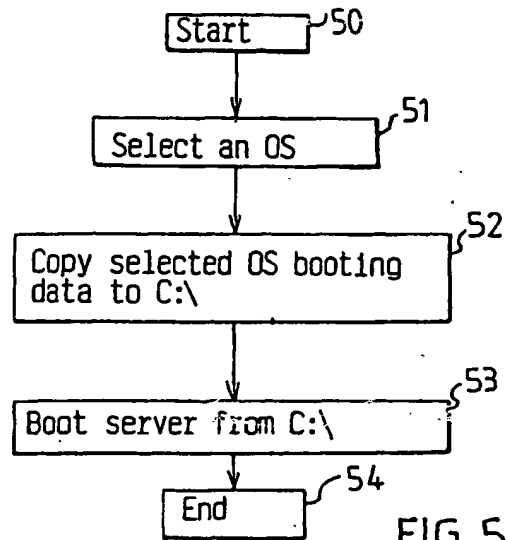 Start
50
Select an OS
51
Copy selected OS booting
data to C:\
52
Boot server from C:\
53
End
54
FIG 5